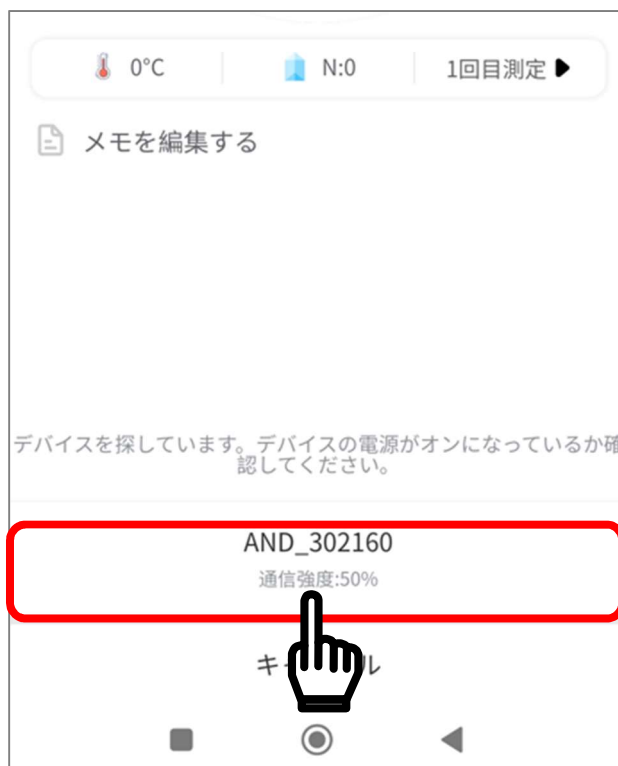 0°C
N:0
1回目測定
メモを編集する
デバイスを探しています。デバイスの電源がオンになっているか確
認してください。
AND_302160
通信強度:50%